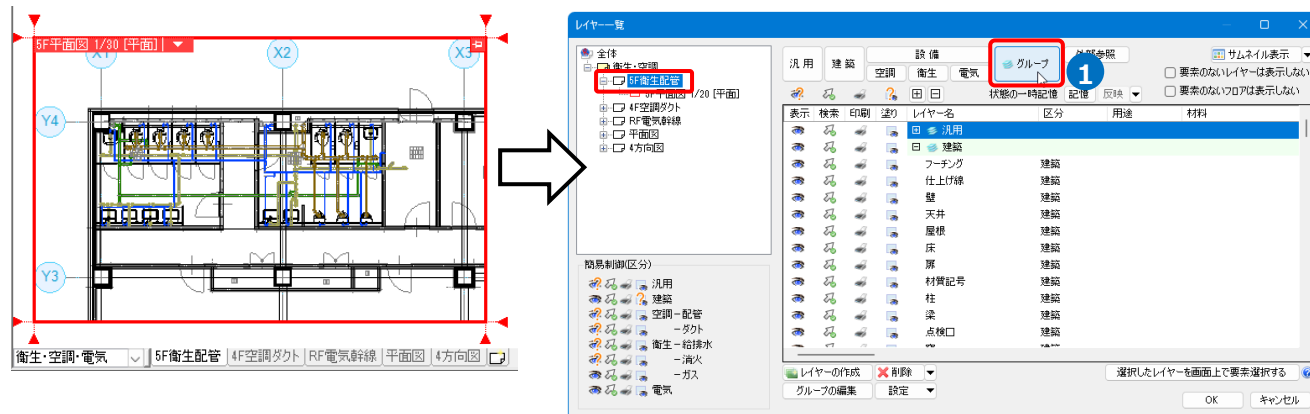 5F平面図 1/30 [平面] ▼
X1
X2
X3
Y4
Y3
衛生・空調・電気
5F衛生配管
4F空調ダクト
RF電気幹線
平面図
4方向図
レイヤー一覧
全体
衛生・空調
5F衛生配管
5F平面図 1/20 [平面]
4F空調ダクト
RF電気幹線
平面図
4方向図
簡易制御(区分)
汎用
建築
空調－配管
－ダクト
衛生－給排水
－消火
－ガス
電気
汎用
建築
設備
空調
衛生
電気
グループ
外部参照
1
サムネイル表示
要素のないレイヤーは表示しない
要素のないフロアは表示しない
状態の一時記憶
記憶
反映
表示 検索 印刷 塗り レイヤー名 区分 用途 材料
汎用
建築
フーチング 建築
仕上げ線 建築
壁 建築
天井 建築
屋根 建築
床 建築
扉 建築
材質記号 建築
柱 建築
梁 建築
点検口 建築
レイヤーの作成
削除
選択したレイヤーを画面上で要素選択する
グループの編集
設定
OK
キャンセル